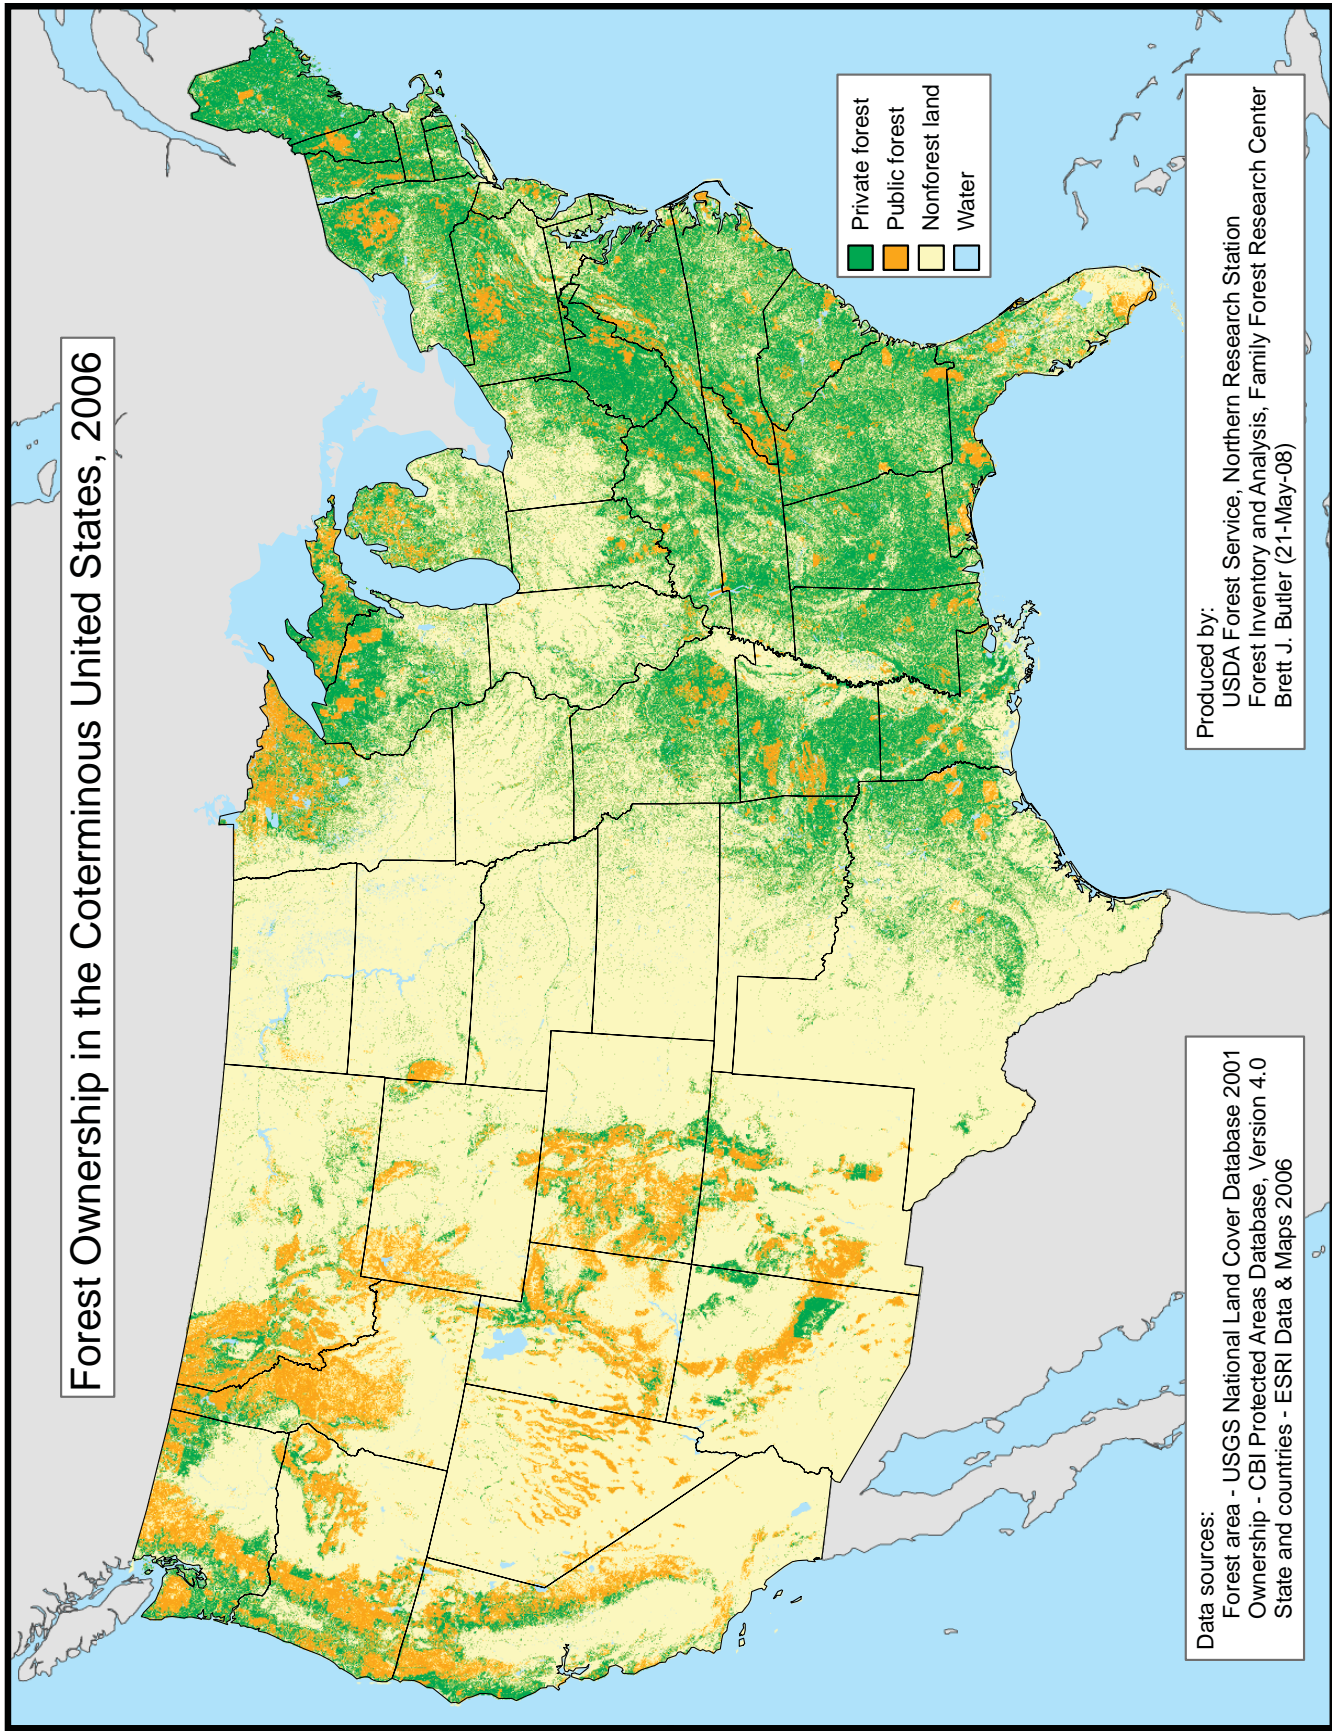 Forest Ownership in the Coterminous United States, 2006
Private forest
Public forest
Nonforest land
Water
Data sources:
Forest area - USGS National Land Cover Database 2001
Ownership - CBI Protected Areas Database, Version 4.0
State and countries - ESRI Data & Maps 2006
Produced by:
USDA Forest Service, Northern Research Station
Forest Inventory and Analysis, Family Forest Research Center
Brett J. Butler (21-May-08)